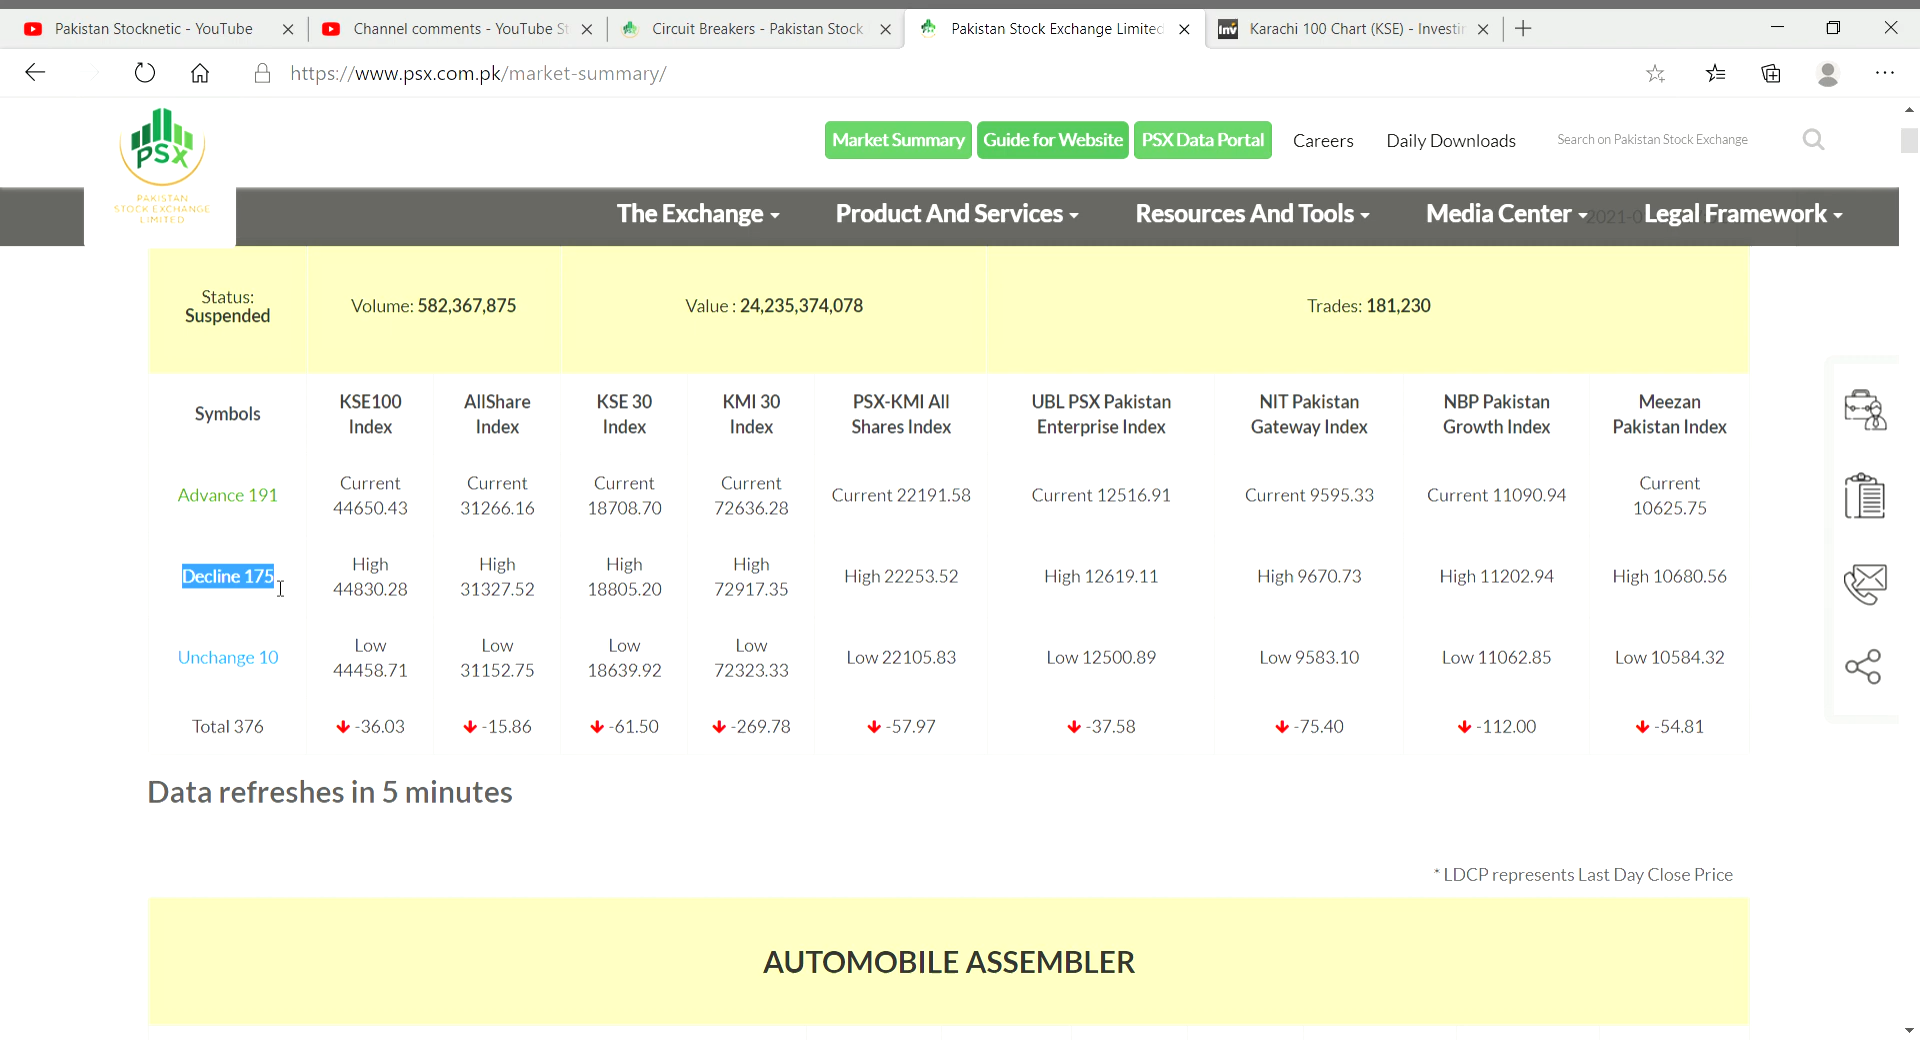 Pakistan Stocknetic - YouTube
Channel comments - YouTube St
Circuit Breakers - Pakistan Stock
Pakistan Stock Exchange Limited
Inv
Karachi 100 Chart (KSE) - Investin
https://www.psx.com.pk/market-summary/
PSX
PAKISTAN
STOCK EXCHANGE
LIMITED
Market Summary
Guide for Website
PSX Data Portal
Careers
Daily Downloads
Search on Pakistan Stock Exchange
The Exchange
Product And Services
Resources And Tools
Media Center
Legal Framework
Status:
Suspended
Volume: 582,367,875
Value : 24,235,374,078
Trades: 181,230
Symbols
KSE100
Index
AllShare
Index
KSE 30
Index
KMI 30
Index
PSX-KMI All
Shares Index
UBL PSX Pakistan
Enterprise Index
NIT Pakistan
Gateway Index
NBP Pakistan
Growth Index
Meezan
Pakistan Index
Advance 191
Current
44650.43
Current
31266.16
Current
18708.70
Current
72636.28
Current 22191.58
Current 12516.91
Current 9595.33
Current 11090.94
Current
10625.75
Decline 175
High
44830.28
High
31327.52
High
18805.20
High
72917.35
High 22253.52
High 12619.11
High 9670.73
High 11202.94
High 10680.56
Unchange 10
Low
44458.71
Low
31152.75
Low
18639.92
Low
72323.33
Low 22105.83
Low 12500.89
Low 9583.10
Low 11062.85
Low 10584.32
Total 376
-36.03
-15.86
-61.50
-269.78
-57.97
-37.58
-75.40
-112.00
-54.81
Data refreshes in 5 minutes
* LDCP represents Last Day Close Price
AUTOMOBILE ASSEMBLER